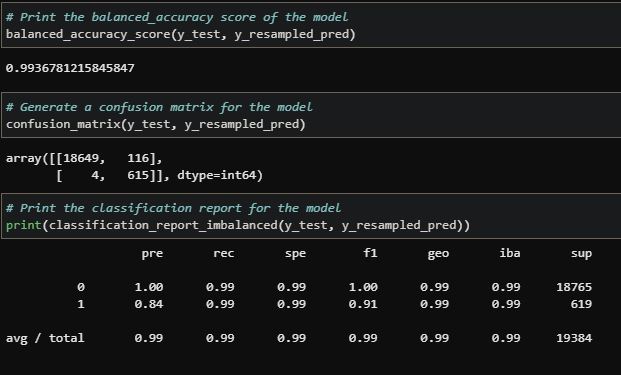 # Print the balanced_accuracy score of the model
balanced_accuracy_score(y_test, y_resampled_pred)
0.9936781215845847
# Generate a confusion matrix for the model
confusion_matrix(y_test, y_resampled_pred)
array([[18649,   116],
       [    4,   615]], dtype=int64)
# Print the classification report for the model
print(classification_report_imbalanced(y_test, y_resampled_pred))
pre       rec       spe        f1       geo       iba       sup
0       1.00      0.99      0.99      1.00      0.99      0.99     18765
1       0.84      0.99      0.99      0.91      0.99      0.99       619
avg / total       0.99      0.99      0.99      0.99      0.99      0.99     19384